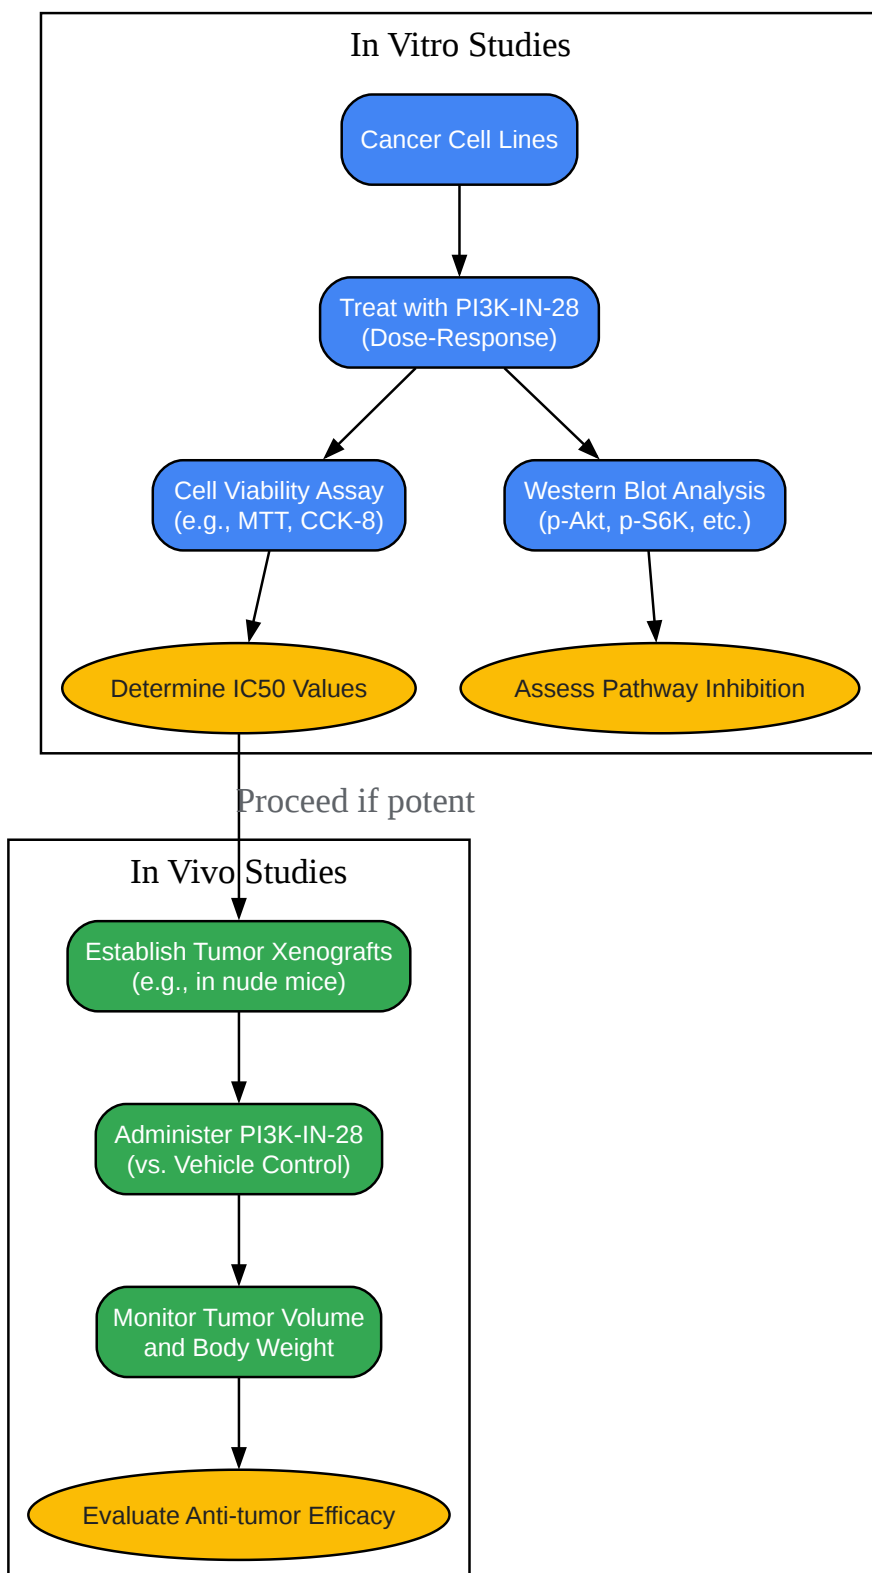 In Vitro Studies
Cancer Cell Lines
Treat with PI3K-IN-28
(Dose-Response)
Cell Viability Assay
(e.g., MTT, CCK-8)
Western Blot Analysis
(p-Akt, p-S6K, etc.)
Determine IC50 Values
Assess Pathway Inhibition
Proceed if potent
In Vivo Studies
Establish Tumor Xenografts
(e.g., in nude mice)
Administer PI3K-IN-28
(vs. Vehicle Control)
Monitor Tumor Volume
and Body Weight
Evaluate Anti-tumor Efficacy